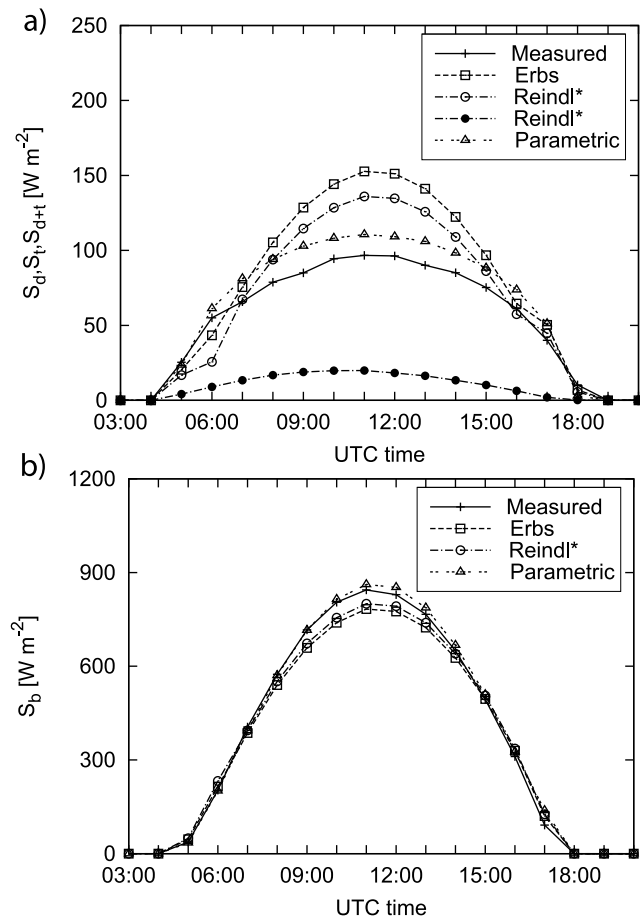 a)
250
200
150
100
50
0
S_d, S_t, S_d+t [W m^-2]
Measured
Erbs
Reindl*
Reindl*
Parametric
03:00 06:00 09:00 12:00 15:00 18:00
UTC time
b)
1200
900
600
300
0
S_b [W m^-2]
Measured
Erbs
Reindl*
Parametric
03:00 06:00 09:00 12:00 15:00 18:00
UTC time